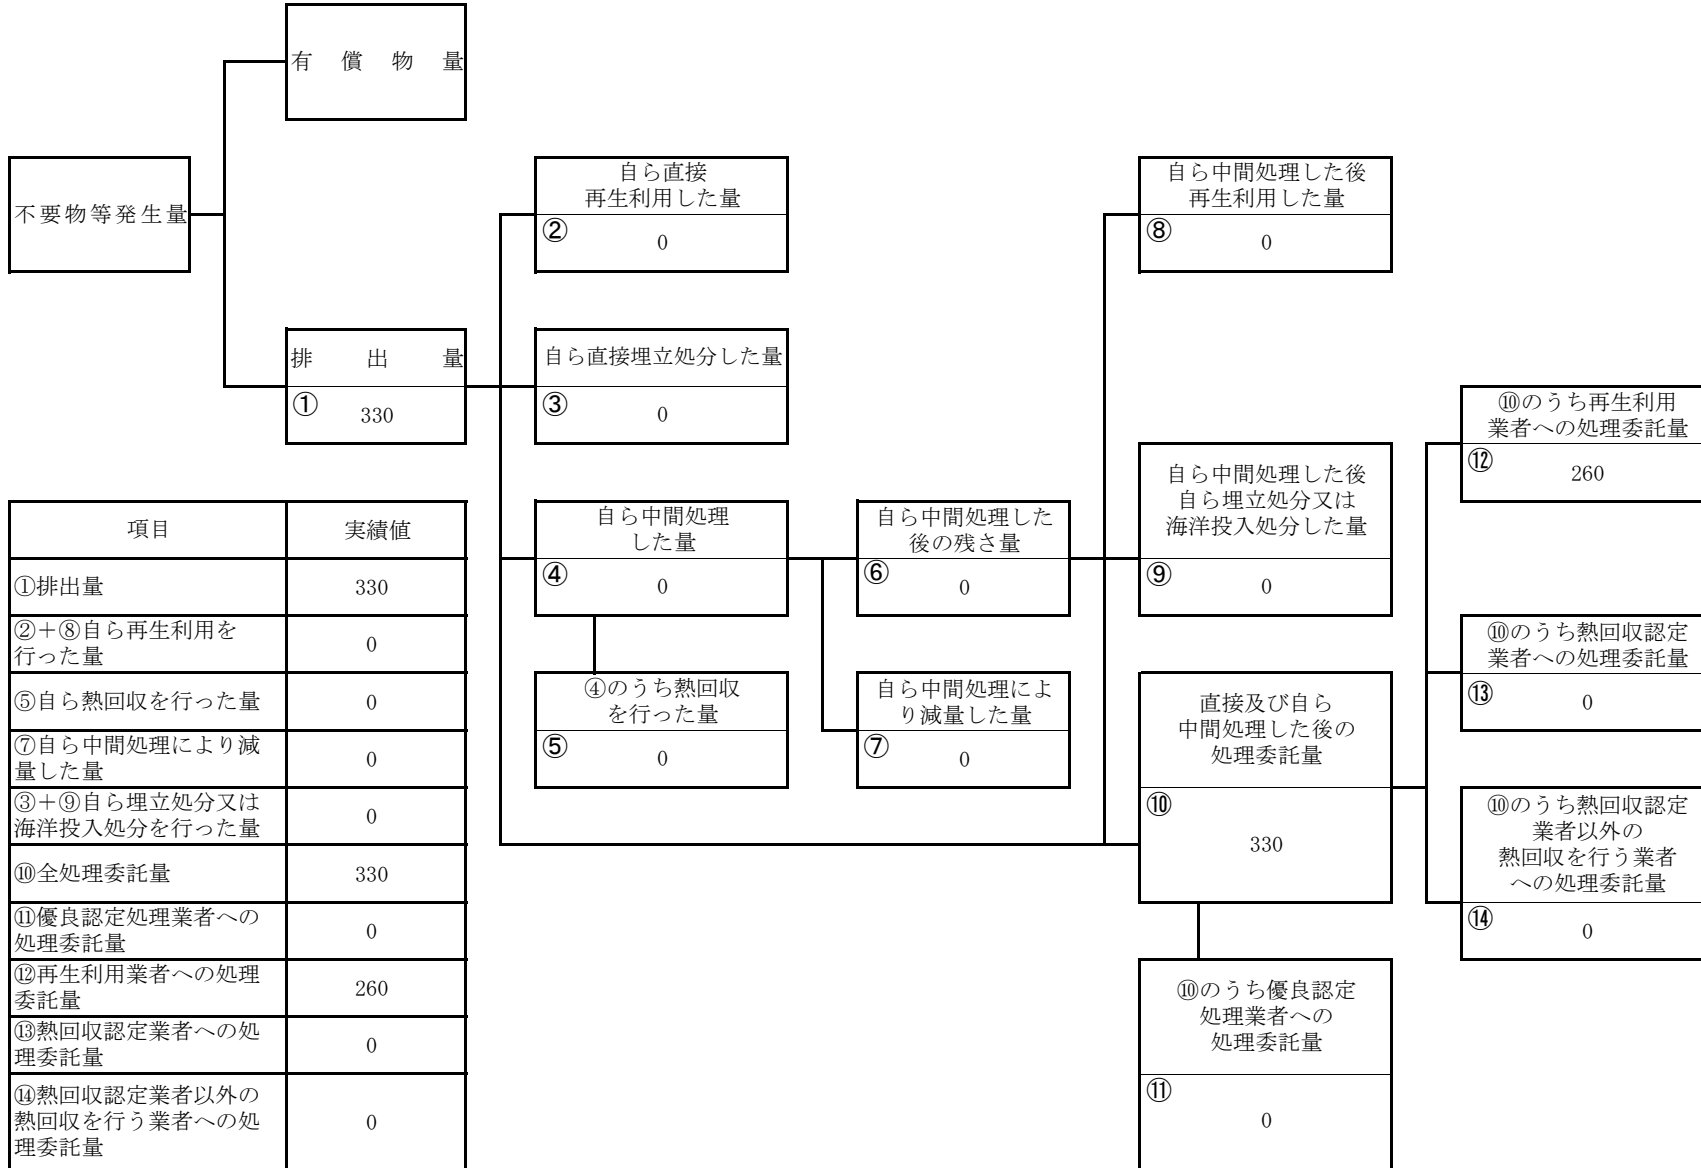 有償物量
不要物等発生量
排出量
①
330
自ら直接
再生利用した量
②
0
自ら直接埋立処分した量
③
0
自ら中間処理
した量
④
0
④のうち熱回収
を行った量
⑤
0
自ら中間処理した
後の残さ量
⑥
0
自ら中間処理によ
り減量した量
⑦
0
自ら中間処理した後
再生利用した量
⑧
0
自ら中間処理した後
自ら埋立処分又は
海洋投入処分した量
⑨
0
直接及び自ら
中間処理した後の
処理委託量
⑩
330
⑩のうち優良認定
処理業者への
処理委託量
⑪
0
⑩のうち再生利用
業者への処理委託量
⑫
260
⑩のうち熱回収認定
業者への処理委託量
⑬
0
⑩のうち熱回収認定
業者以外の
熱回収を行う業者
への処理委託量
⑭
0
項目 実績値
①排出量 330
②＋⑧自ら再生利用を
行った量 0
⑤自ら熱回収を行った量 0
⑦自ら中間処理により減
量した量 0
③＋⑨自ら埋立処分又は
海洋投入処分を行った量 0
⑩全処理委託量 330
⑪優良認定処理業者への
処理委託量 0
⑫再生利用業者への処理
委託量 260
⑬熱回収認定業者への処
理委託量 0
⑭熱回収認定業者以外の
熱回収を行う業者への処
理委託量 0